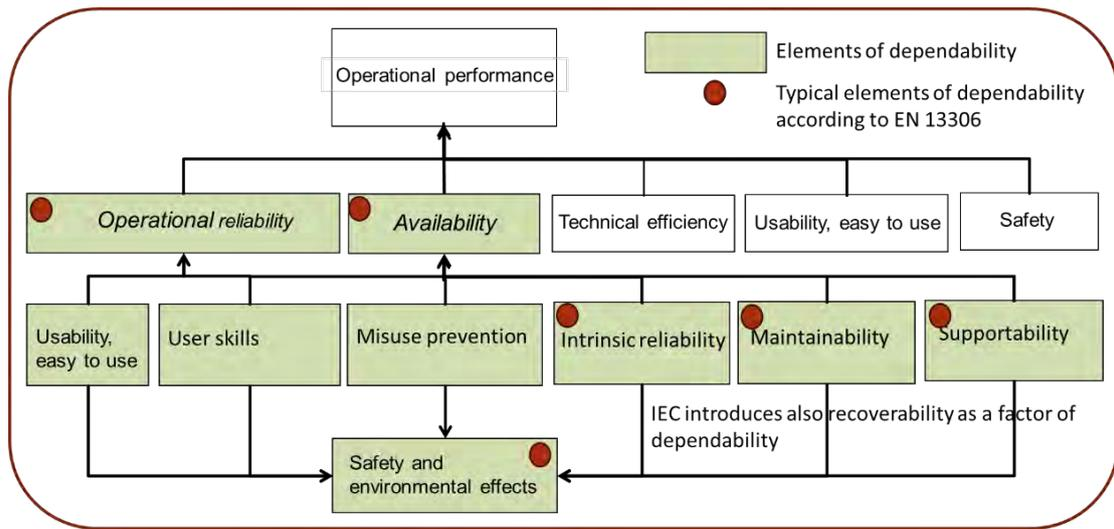 Operational performance
Elements of dependability
Typical elements of dependability
according to EN 13306
Operational reliability
Availability
Technical efficiency
Usability, easy to use
Safety
Usability,
easy to use
User skills
Misuse prevention
Intrinsic reliability
Maintainability
Supportability
IEC introduces also recoverability as a factor of
dependability
Safety and
environmental effects